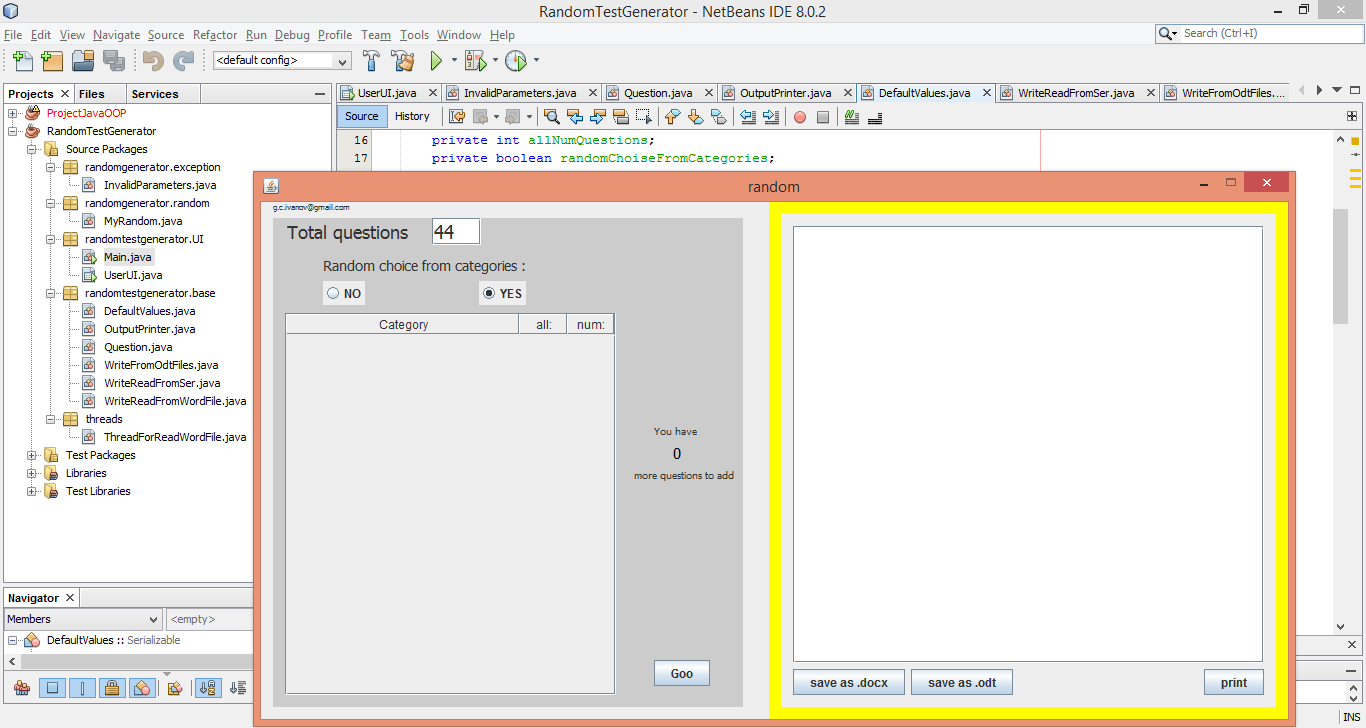 RandomTestGenerator - NetBeans IDE 8.0.2
File Edit View Navigate Source Refactor Run Debug Profile Team Tools Window Help
Search (Ctrl+I)
<default config>
Projects Files Services
ProjectJavaOOP
RandomTestGenerator
Source Packages
randomgenerator.exception
InvalidParameters.java
randomgenerator.random
MyRandom.java
randomtestgenerator.UI
Main.java
UserUI.java
randomtestgenerator.base
DefaultValues.java
OutputPrinter.java
Question.java
WriteFromOdtFiles.java
WriteReadFromSer.java
WriteReadFromWordFile.java
threads
ThreadForReadWordFile.java
Test Packages
Libraries
Test Libraries
Navigator
Members <empty>
DefaultValues :: Serializable
UserUI.java InvalidParameters.java Question.java OutputPrinter.java DefaultValues.java WriteReadFromSer.java WriteFromOdtFiles....
Source History
16 private int allNumQuestions;
17 private boolean randomChoiseFromCategories;
random
g.c.ivanov@gmail.com
Total questions 44
Random choice from categories :
NO YES
Category all: num:
You have
0
more questions to add
Goo
save as .docx save as .odt print
INS